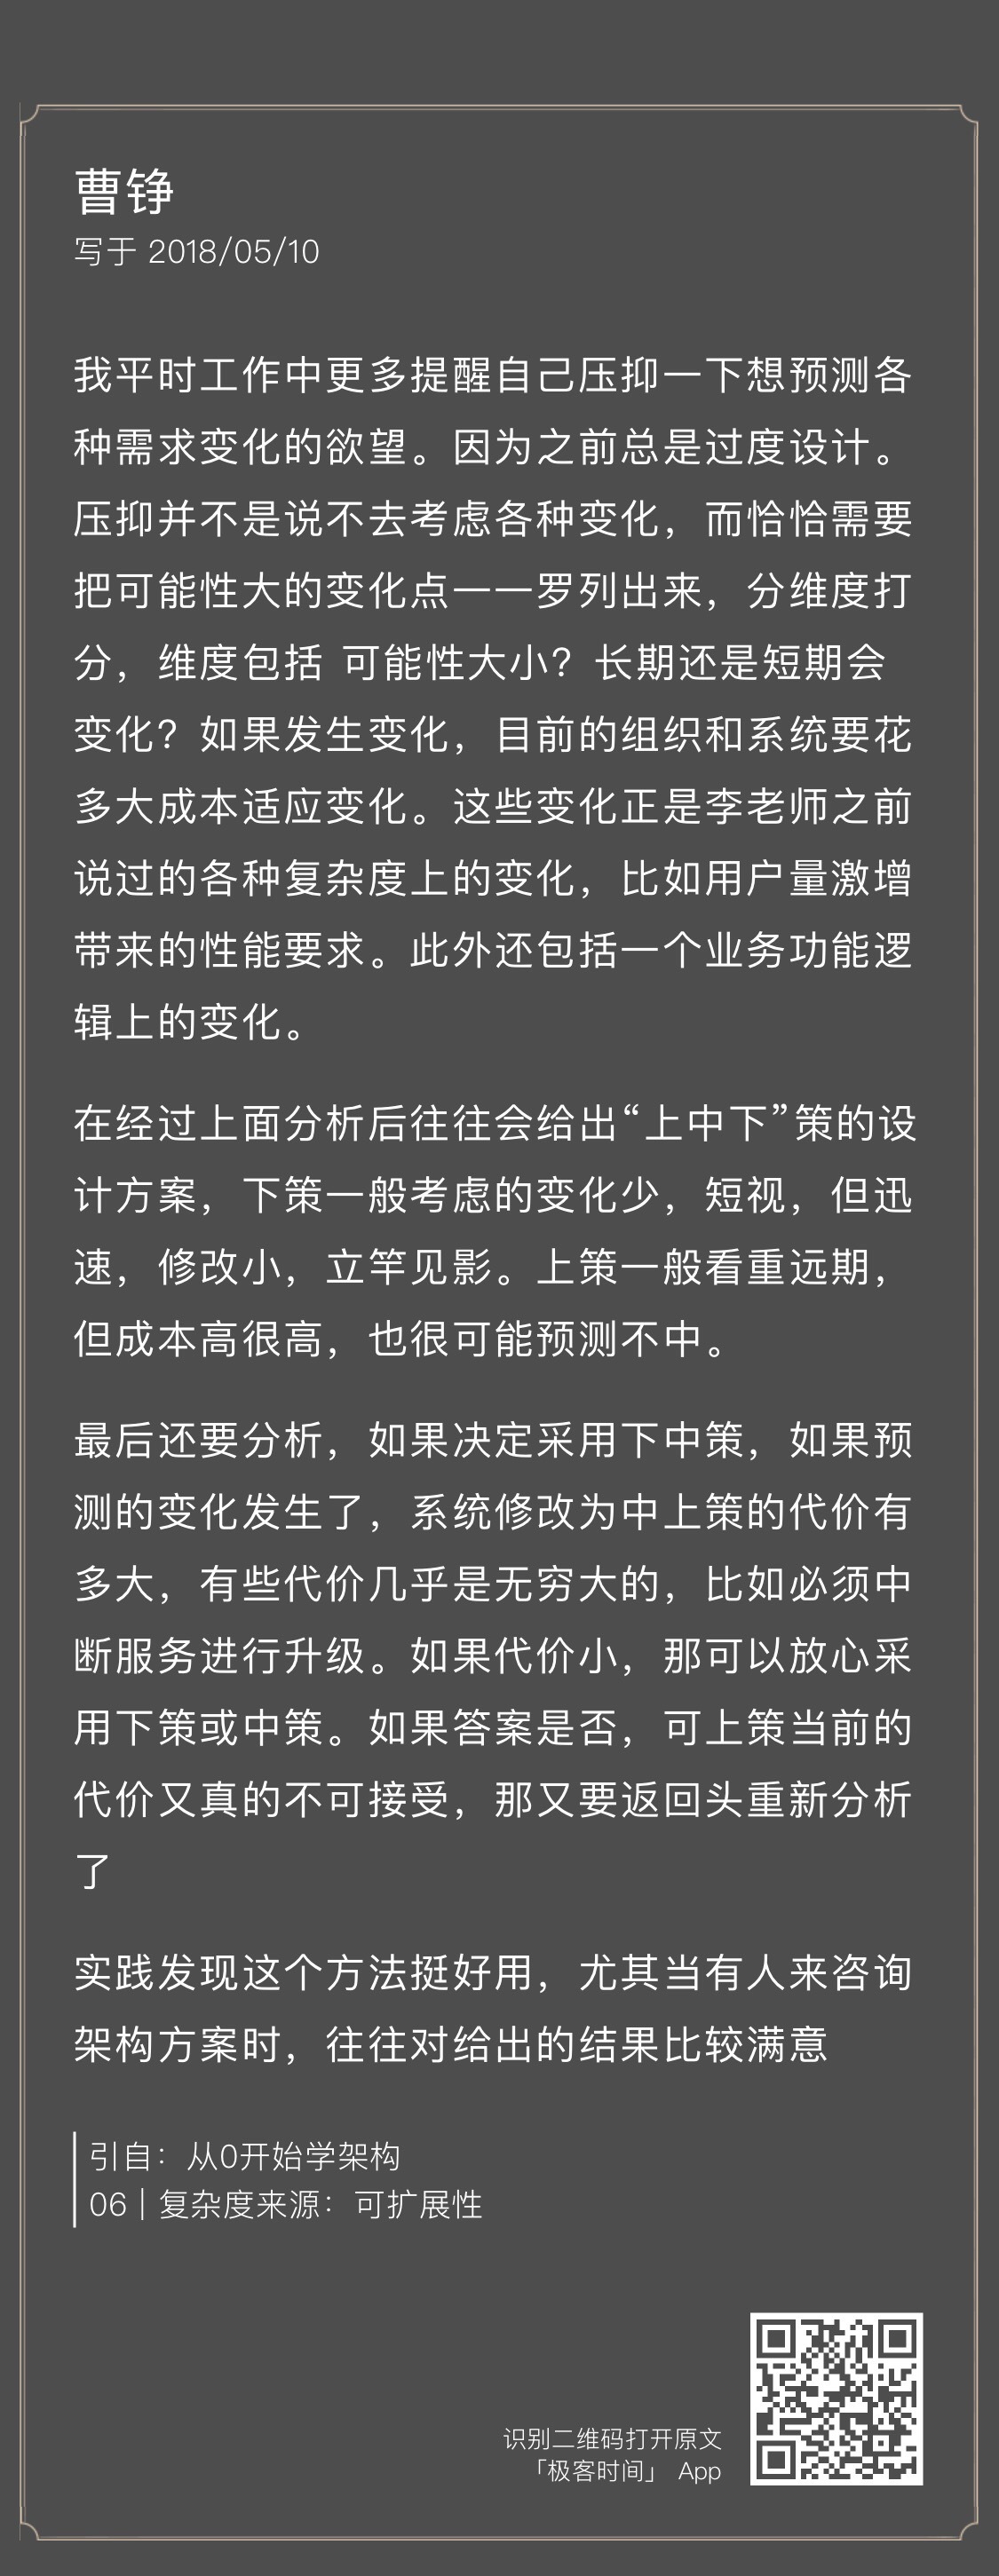 曹铮
写于 2018/05/10
我平时工作中更多提醒自己压抑一下想预测各
种需求变化的欲望。因为之前总是过度设计。
压抑并不是说不去考虑各种变化，而恰恰需要
把可能性大的变化点一一罗列出来，分维度打
分，维度包括 可能性大小？长期还是短期会
变化？如果发生变化，目前的组织和系统要花
多大成本适应变化。这些变化正是李老师之前
说过的各种复杂度上的变化，比如用户量激增
带来的性能要求。此外还包括一个业务功能逻
辑上的变化。
在经过上面分析后往往会给出“上中下”策的设
计方案，下策一般考虑的变化少，短视，但迅
速，修改小，立竿见影。上策一般看重远期，
但成本高很高，也很可能预测不中。
最后还要分析，如果决定采用下中策，如果预
测的变化发生了，系统修改为中上策的代价有
多大，有些代价几乎是无穷大的，比如必须中
断服务进行升级。如果代价小，那可以放心采
用下策或中策。如果答案是否，可上策当前的
代价又真的不可接受，那又要返回头重新分析
了
实践发现这个方法挺好用，尤其当有人来咨询
架构方案时，往往对给出的结果比较满意
引自：从0开始学架构
06｜复杂度来源：可扩展性
识别二维码打开原文
「极客时间」 App